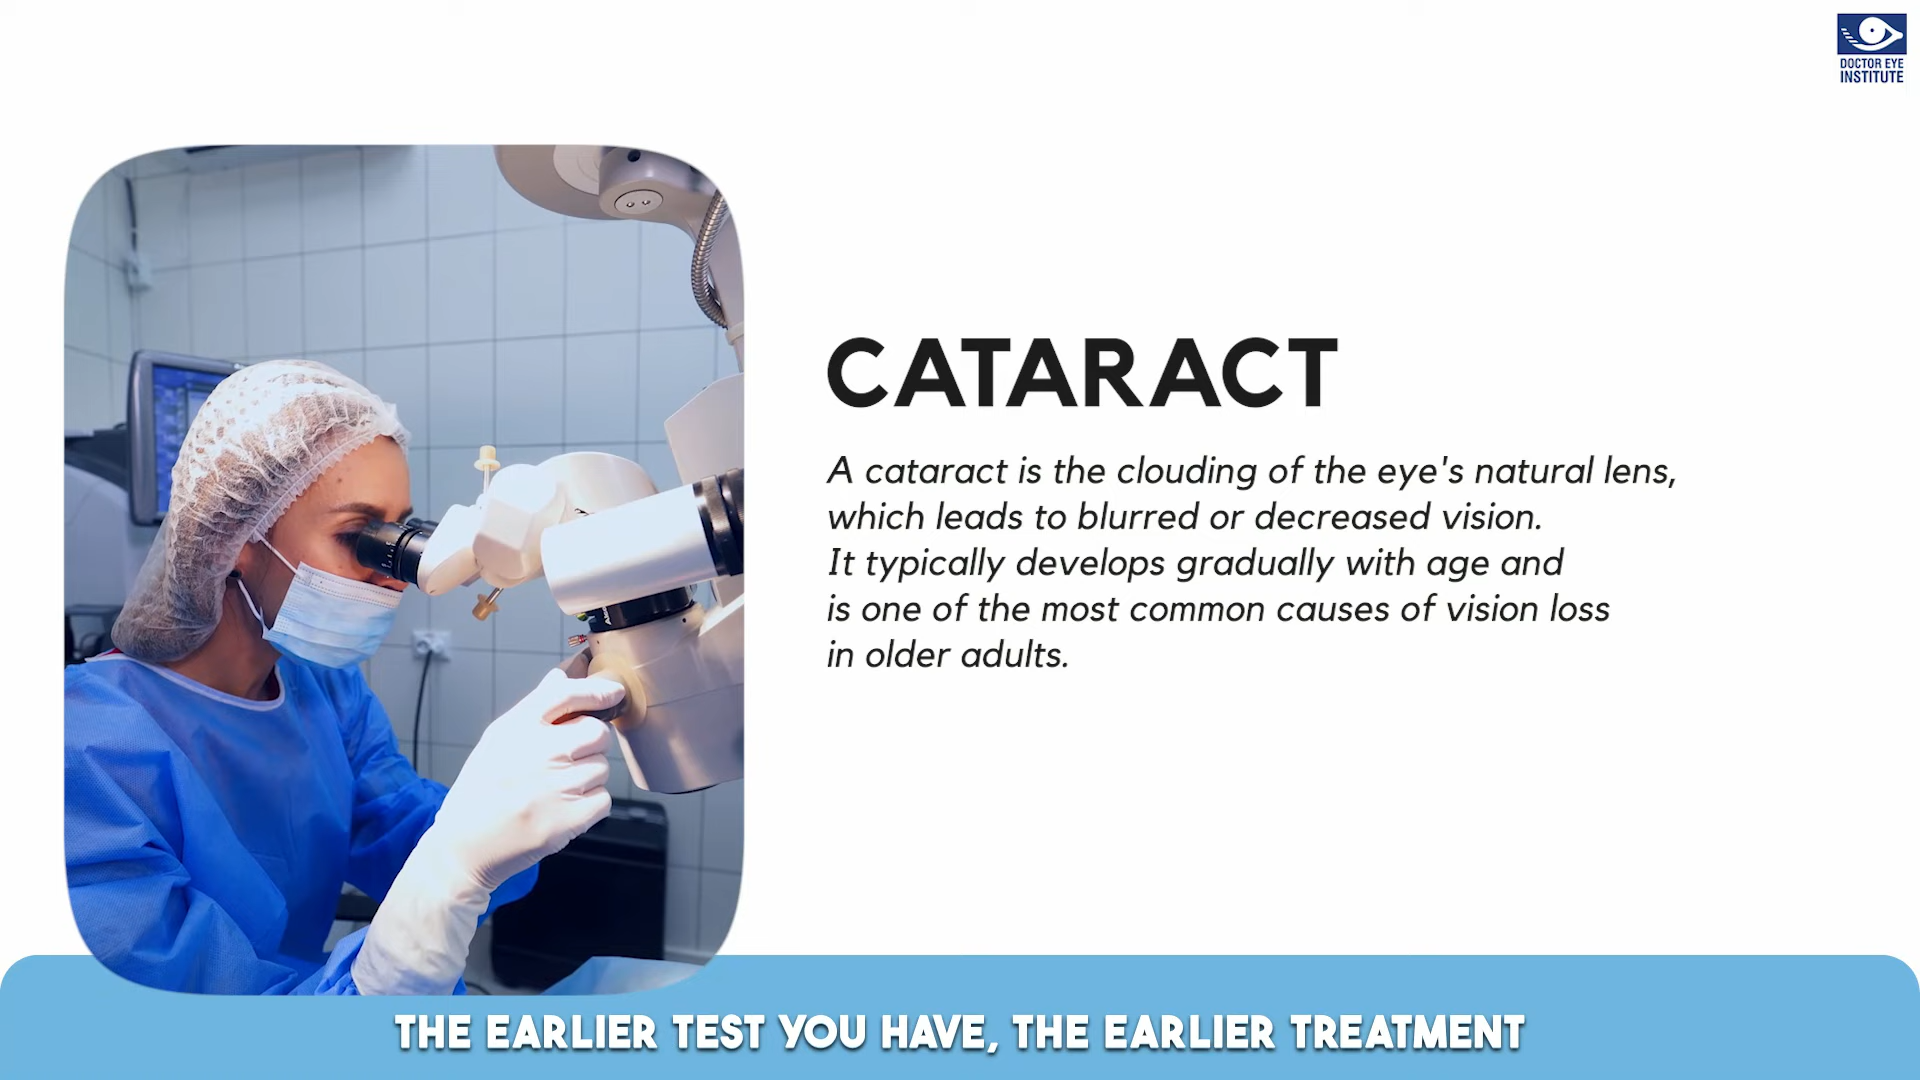 DOCTOR EYE
INSTITUTE
CATARACT
A cataract is the clouding of the eye's natural lens,
which leads to blurred or decreased vision.
It typically develops gradually with age and
is one of the most common causes of vision loss
in older adults.
THE EARLIER TEST YOU HAVE, THE EARLIER TREATMENT